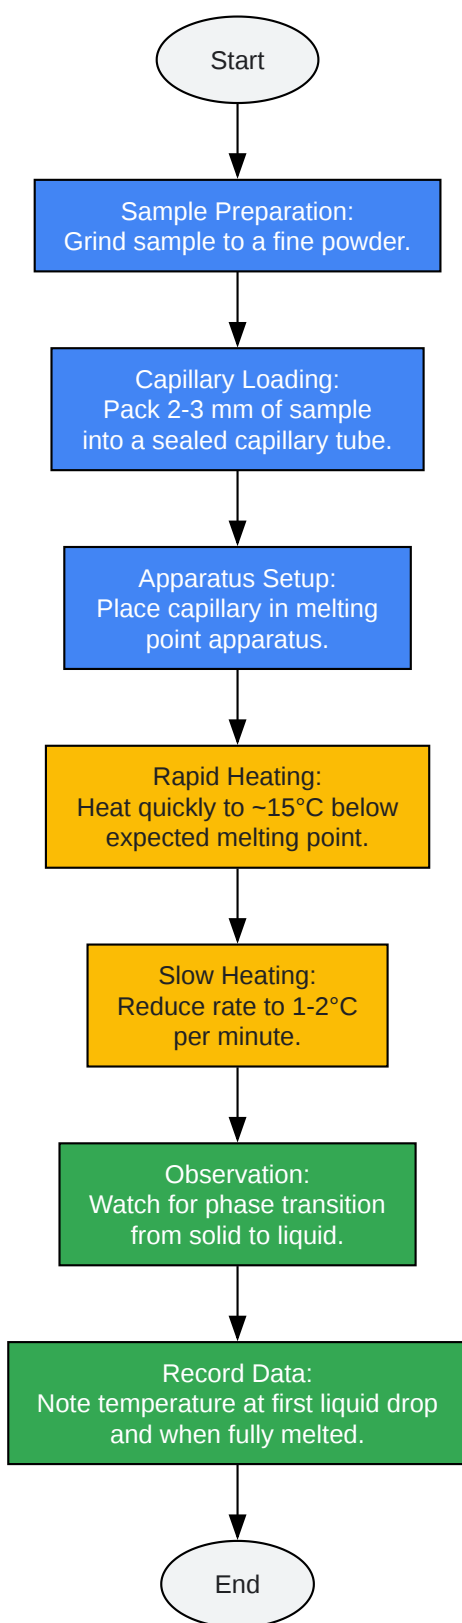 Start
Sample Preparation:
Grind sample to a fine powder.
Capillary Loading:
Pack 2-3 mm of sample
into a sealed capillary tube.
Apparatus Setup:
Place capillary in melting
point apparatus.
Rapid Heating:
Heat quickly to ~15°C below
expected melting point.
Slow Heating:
Reduce rate to 1-2°C
per minute.
Observation:
Watch for phase transition
from solid to liquid.
Record Data:
Note temperature at first liquid drop
and when fully melted.
End